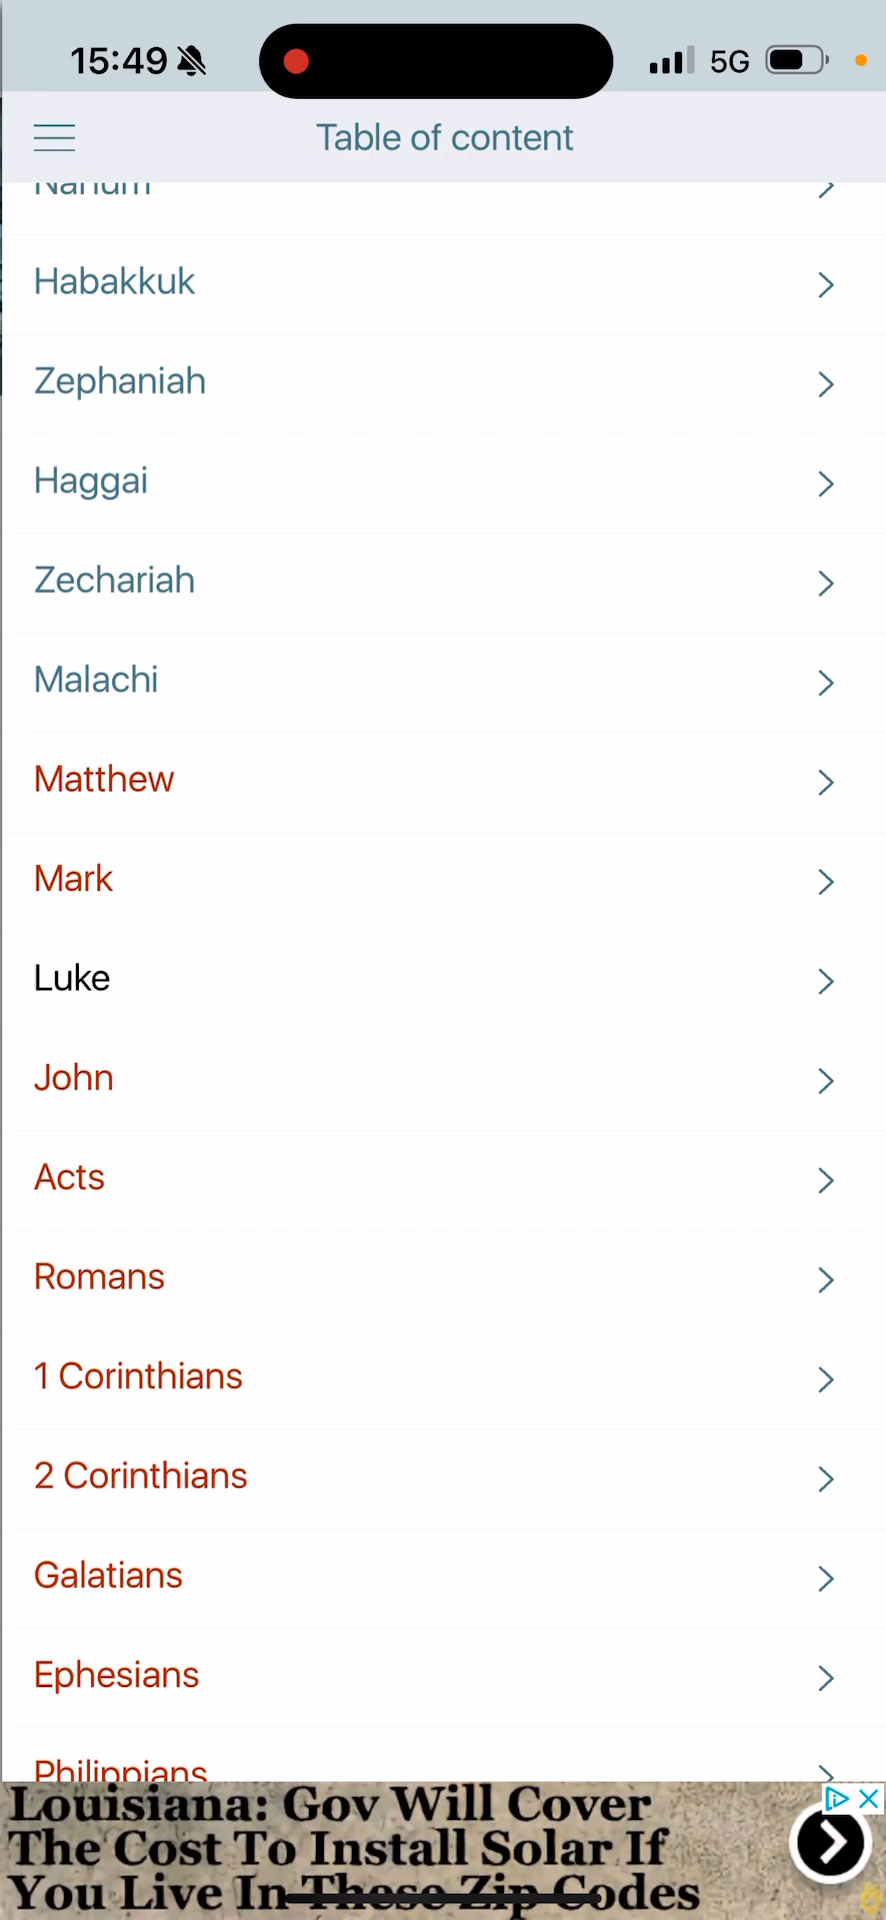 15:49
5G
Table of content
Nahum
Habakkuk
Zephaniah
Haggai
Zechariah
Malachi
Matthew
Mark
Luke
John
Acts
Romans
1 Corinthians
2 Corinthians
Galatians
Ephesians
Philippians
Louisiana: Gov Will Cover
The Cost To Install Solar If
You Live In These Zip Codes